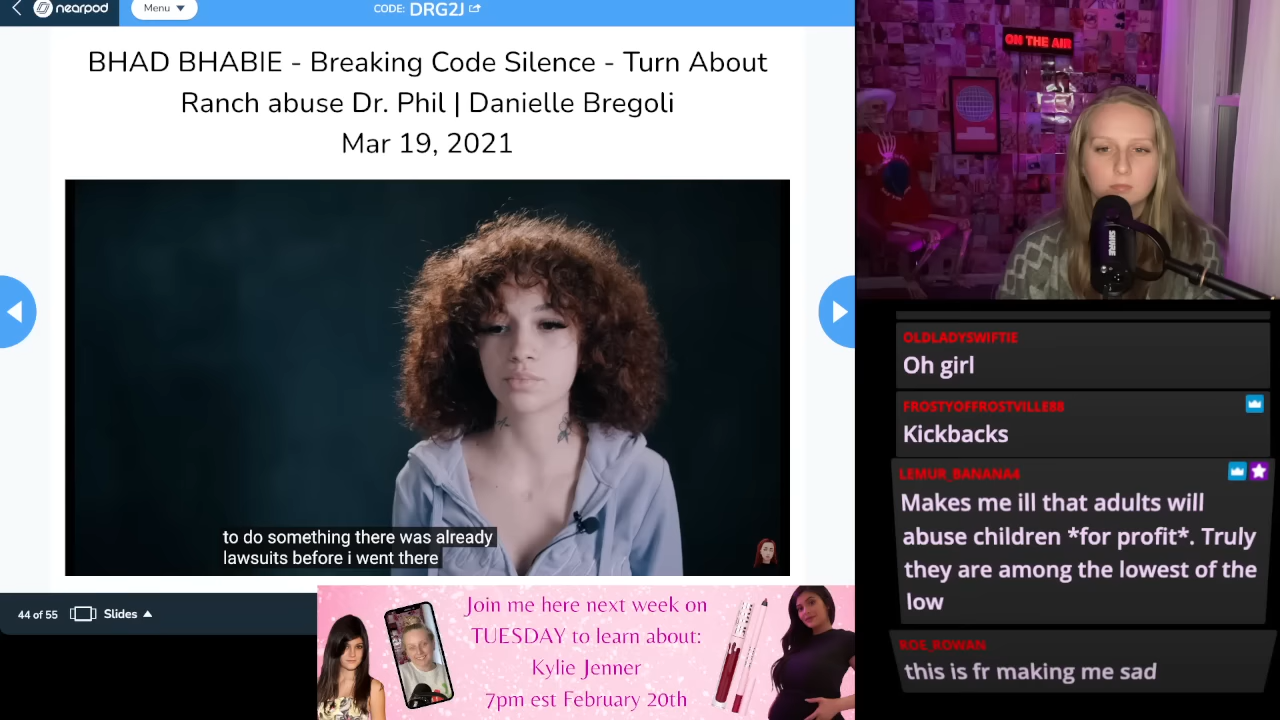 nearpod
Menu
CODE: DRG2J
BHAD BHABIE - Breaking Code Silence - Turn About
Ranch abuse Dr. Phil | Danielle Bregoli
Mar 19, 2021
to do something there was already
lawsuits before i went there
44 of 55
Slides
Join me here next week on
TUESDAY to learn about:
Kylie Jenner
7pm est February 20th
ON THE AIR
SHURE
OLDLADYSWIFTIE
Oh girl
FROSTYOFFROSTVILLE88
Kickbacks
LEMUR_BANANA4
Makes me ill that adults will
abuse children *for profit*. Truly
they are among the lowest of the
low
ROE_ROWAN
this is fr making me sad